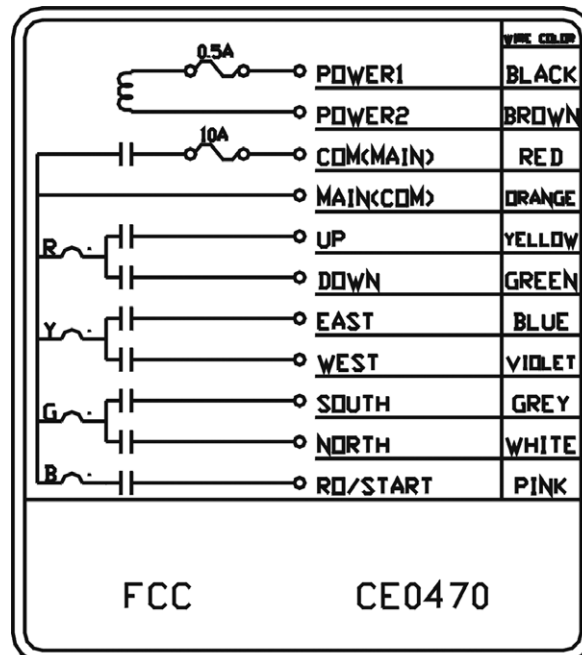 WIRE COLOR
0.5A POWER1 BLACK
POWER2 BROWN
10A COM(MAIN) RED
MAIN(COM) ORANGE
UP YELLOW
R
DOWN GREEN
EAST BLUE
Y
WEST VIOLET
SOUTH GREY
G
NORTH WHITE
B RO/START PINK
FCC CE0470